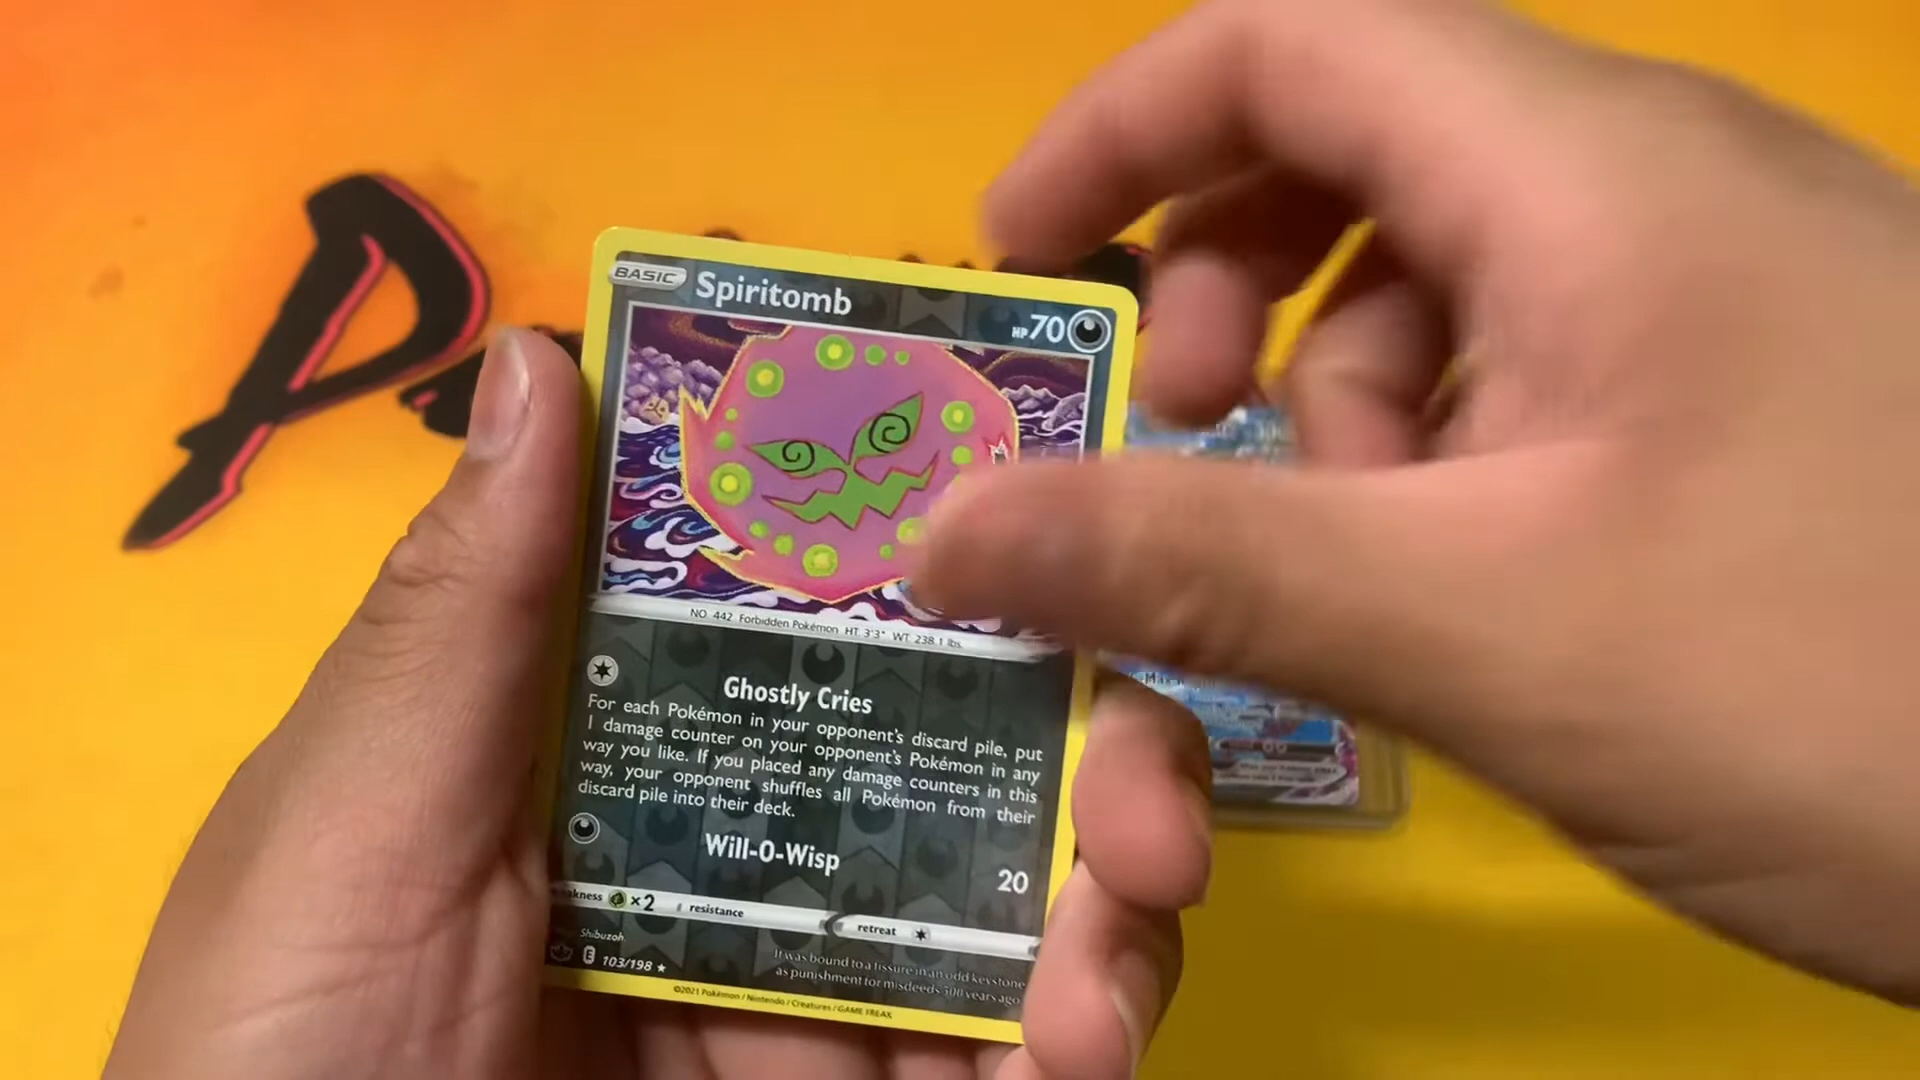 BASIC Spiritomb HP 70
NO. 442 Forbidden Pokémon HT. 3'3" WT. 238.1 lbs.
Ghostly Cries
For each Pokémon in your opponent's discard pile, put
1 damage counter on your opponent's Pokémon in any
way you like. If you placed any damage counters in this
way, your opponent shuffles all Pokémon from their
discard pile into their deck.
Will-O-Wisp 20
×2 resistance retreat
Shibuzoh.
E 103/198
It was bound to a fissure in an odd keystone
as punishment for misdeeds 500 years ago
©2021 Pokémon / Nintendo / Creatures / GAME FREAK